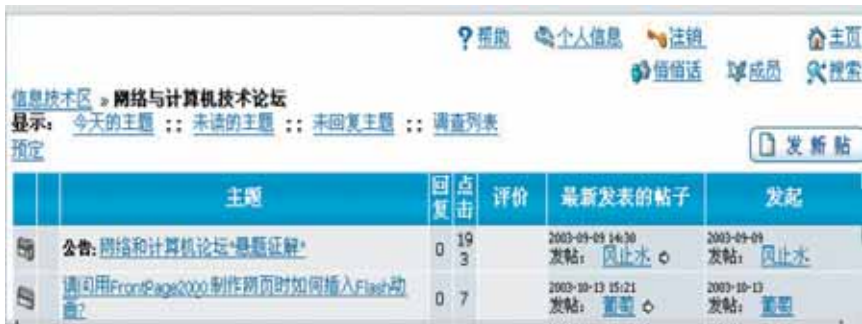 帮助 个人信息 注销 主页
悄悄话 成员 搜索
信息技术区 » 网络与计算机技术论坛
显示: 今天的主题 :: 未读的主题 :: 未回复主题 :: 调查列表
预定
发新贴
主题 回复 点击 评价 最新发表的帖子 发起
公告: 网络和计算机论坛*悬题征解* 0 193 2003-09-09 14:30 发帖: 风止水 2003-09-09 发帖: 风止水
请问用FrontPage2000制作网页时如何插入Flash动画? 0 7 2003-10-13 15:21 发帖: 葡萄 2003-10-13 发帖: 葡萄